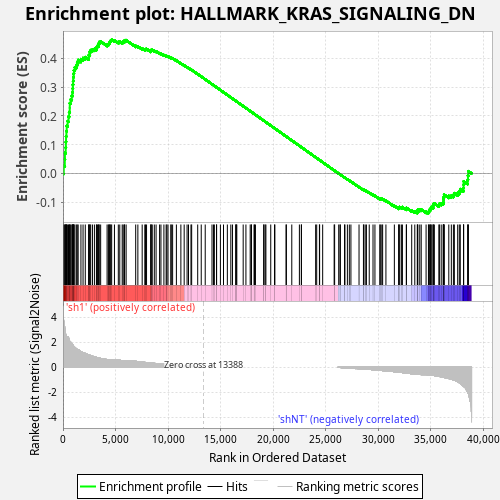 Enrichment plot: HALLMARK_KRAS_SIGNALING_DN
Enrichment score (ES)
0.4
0.3
0.2
0.1
0.0
-0.1
Ranked list metric (Signal2Noise)
'sh1' (positively correlated)
4
2
0
-2
-4
Zero cross at 13388
'shNT' (negatively correlated)
0
5,000
10,000
15,000
20,000
25,000
30,000
35,000
40,000
Rank in Ordered Dataset
Enrichment profile
Hits
Ranking metric scores